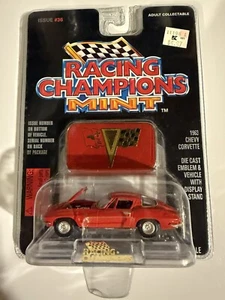 ISSUE #36
ADULT COLLECTABLE
RACING
CHAMPIONS
MINT
ISSUE NUMBER
ON BOTTOM
OF VEHICLE,
SERIAL NUMBER
ON BACK
OF PACKAGE
1963
CHEVY
CORVETTE
DIE CAST
EMBLEM &
VEHICLE
WITH
DISPLAY
STAND